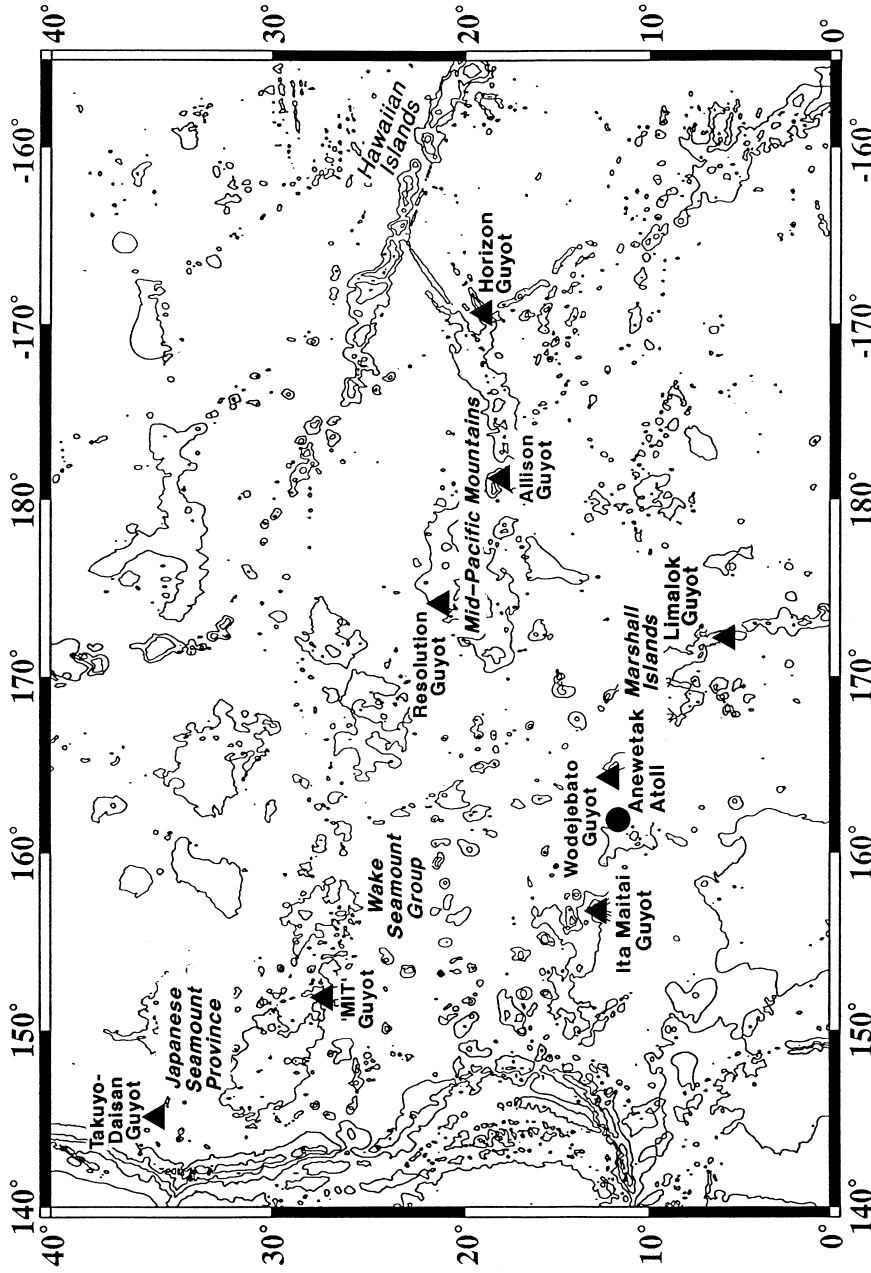 140°
150°
160°
170°
180°
-170°
-160°
40°
40°
30°
30°
20°
20°
10°
10°
0°
0°
140°
150°
160°
170°
180°
-170°
-160°
Takuyo-
Daisan
Guyot
Japanese
Seamount
Province
'MIT'
Guyot
Wake
Seamount
Group
Hawaiian
Islands
Resolution
Guyot
Mid-Pacific Mountains
Allison
Guyot
Horizon
Guyot
Ita Maitai
Guyot
Wodejebato
Guyot
Anewetak
Atoll
Marshall
Islands
Limalok
Guyot